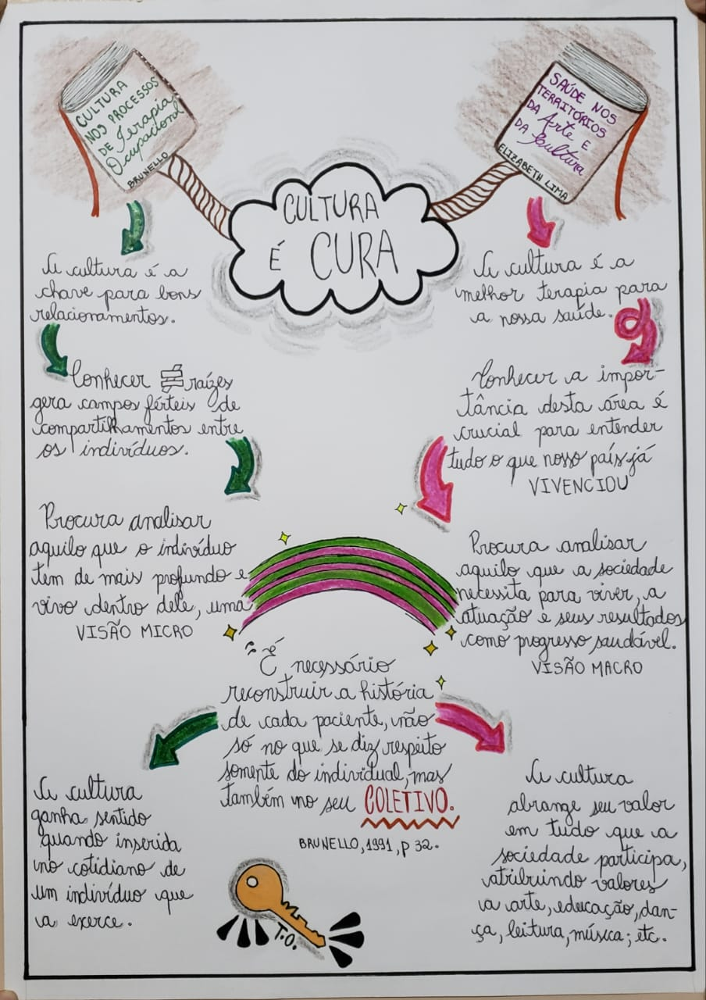 CULTURA
NOS PROCESSOS
DE Terapia
Ocupacional
BRUNELLO
SAÚDE NOS
TERRITÓRIOS
DA Arte E
DA Cultura
ELIZABETH LIMA
CULTURA
É CURA
A cultura é a
chave para bons
relacionamentos.
Conhecer ≠ raízes
gera campos férteis de
compartilhamentos entre
os indivíduos.
Procura analisar
aquilo que o indivíduo
tem de mais profundo e
vivo dentro dele, uma
VISÃO MICRO
A cultura é a
melhor terapia para
a nossa saúde.
Conhecer a impor-
tância desta área é
crucial para entender
tudo o que nosso país já
VIVENCIOU
Procura analisar
aquilo que a sociedade
necessita para viver, a
atuação e seus resultados
como progresso saudável.
VISÃO MACRO
"É necessário
reconstruir a história
de cada paciente, não
só no que se diz respeito
somente do individual, mas
também no seu COLETIVO.
BRUNELLO, 1991, p 32.
A cultura
ganha sentido
quando inserida
no cotidiano de
um indivíduo que
a exerce.
A cultura
abrange seu valor
em tudo que a
sociedade participa,
atribuindo valores
a arte, educação, dan-
ça, leitura, música; etc.
T.O.